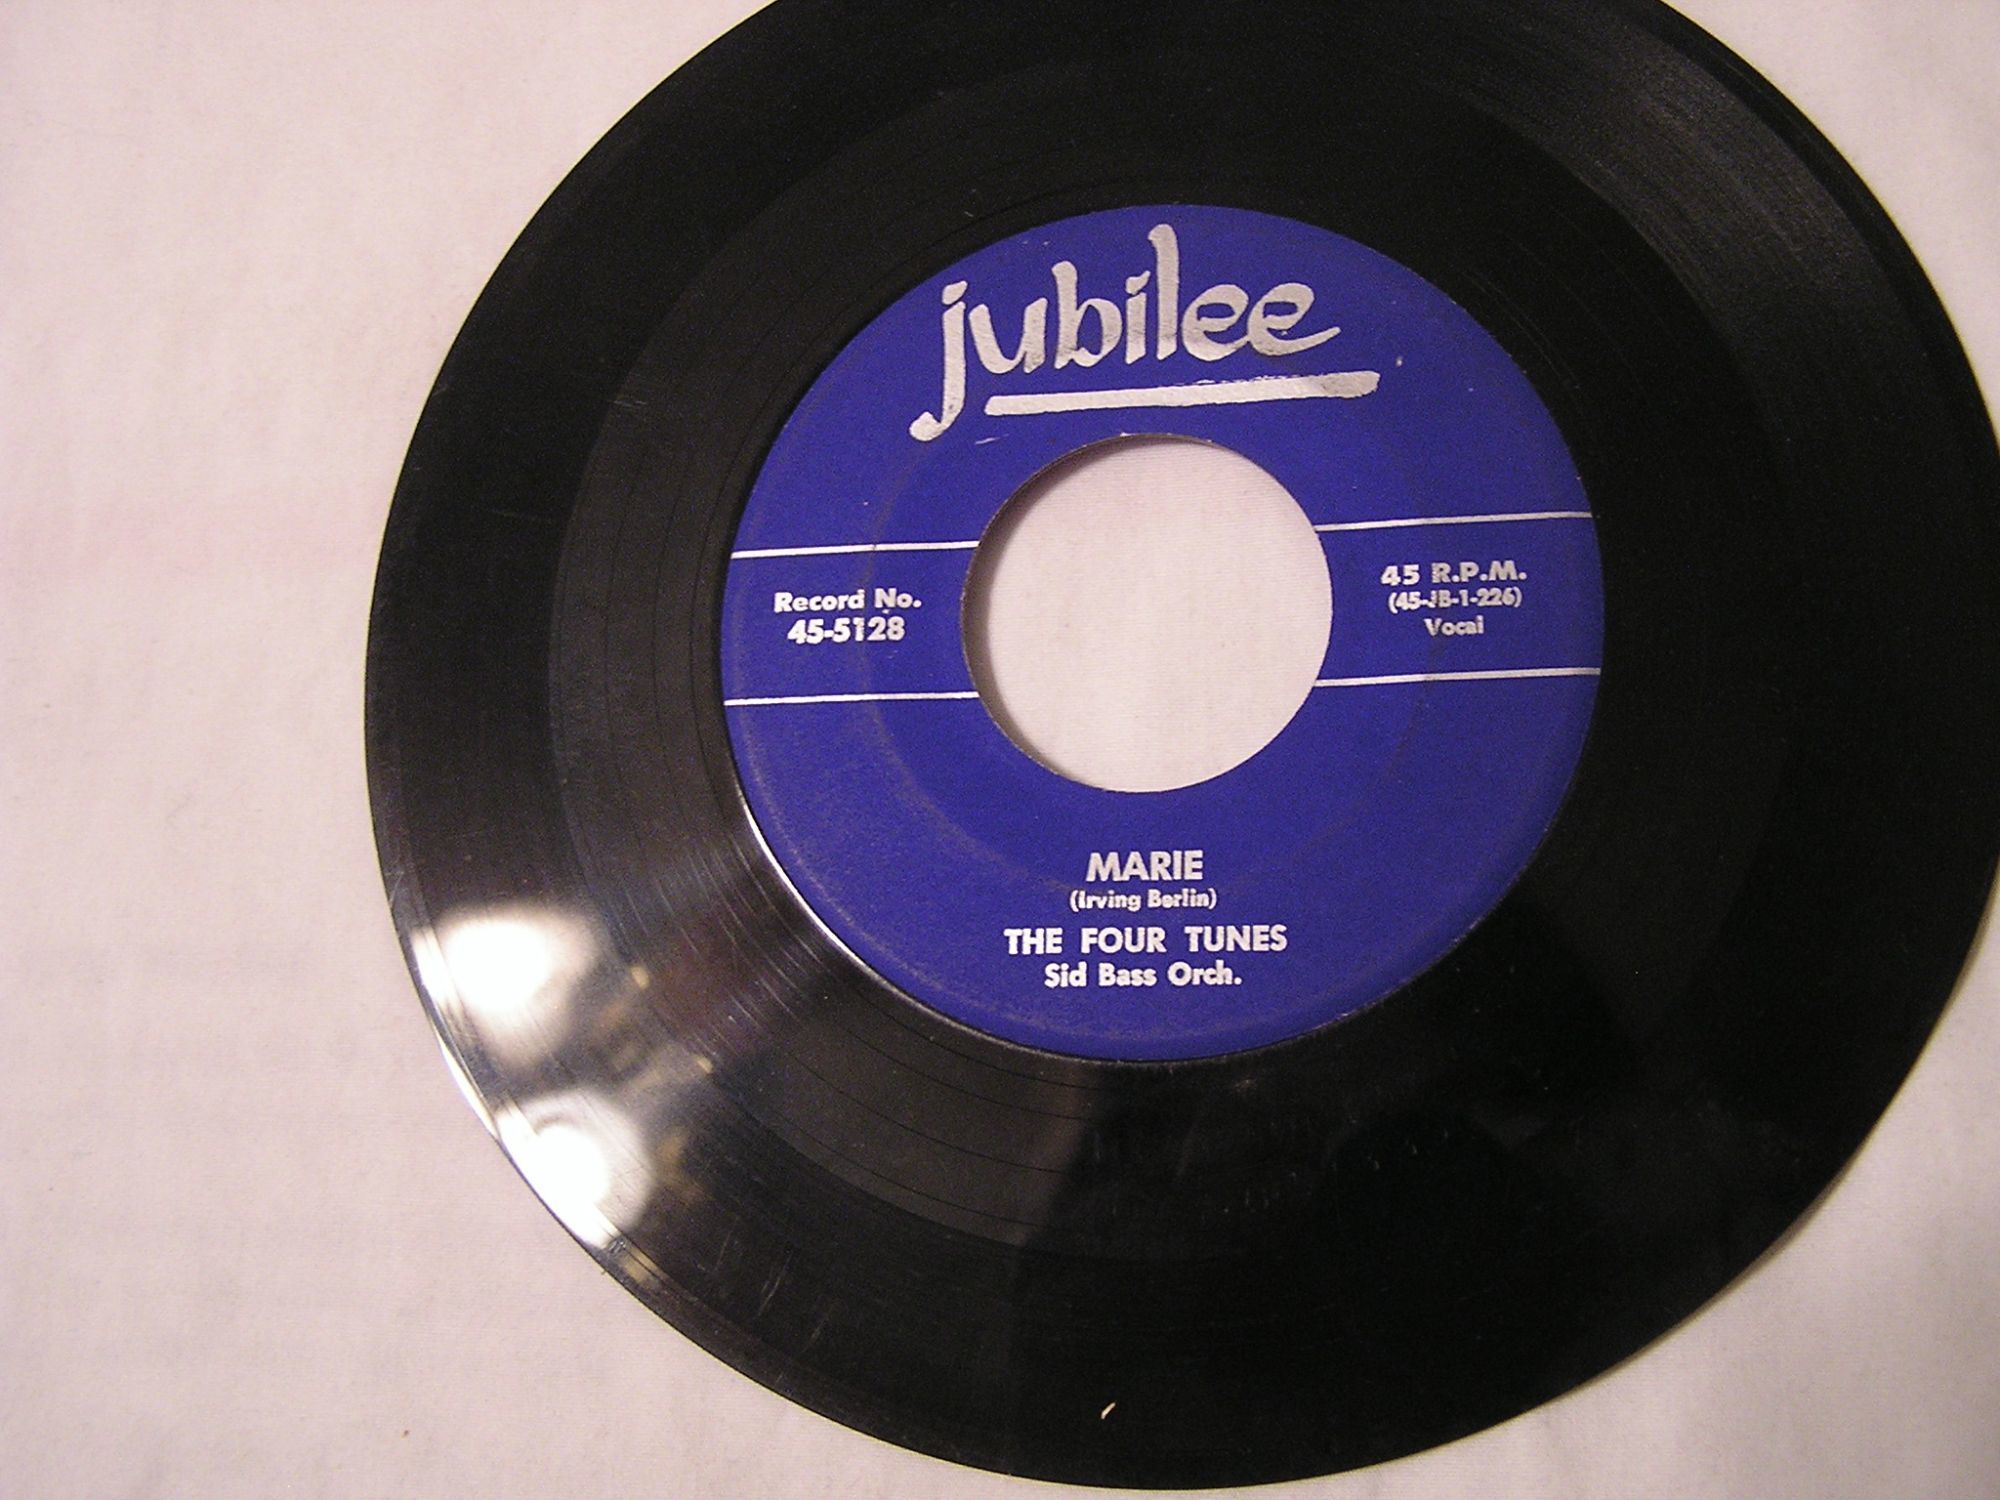 jubilee
Record No.
45-5128
45 R.P.M.
(45-JB-1-226)
Vocal
MARIE
(Irving Berlin)
THE FOUR TUNES
Sid Bass Orch.